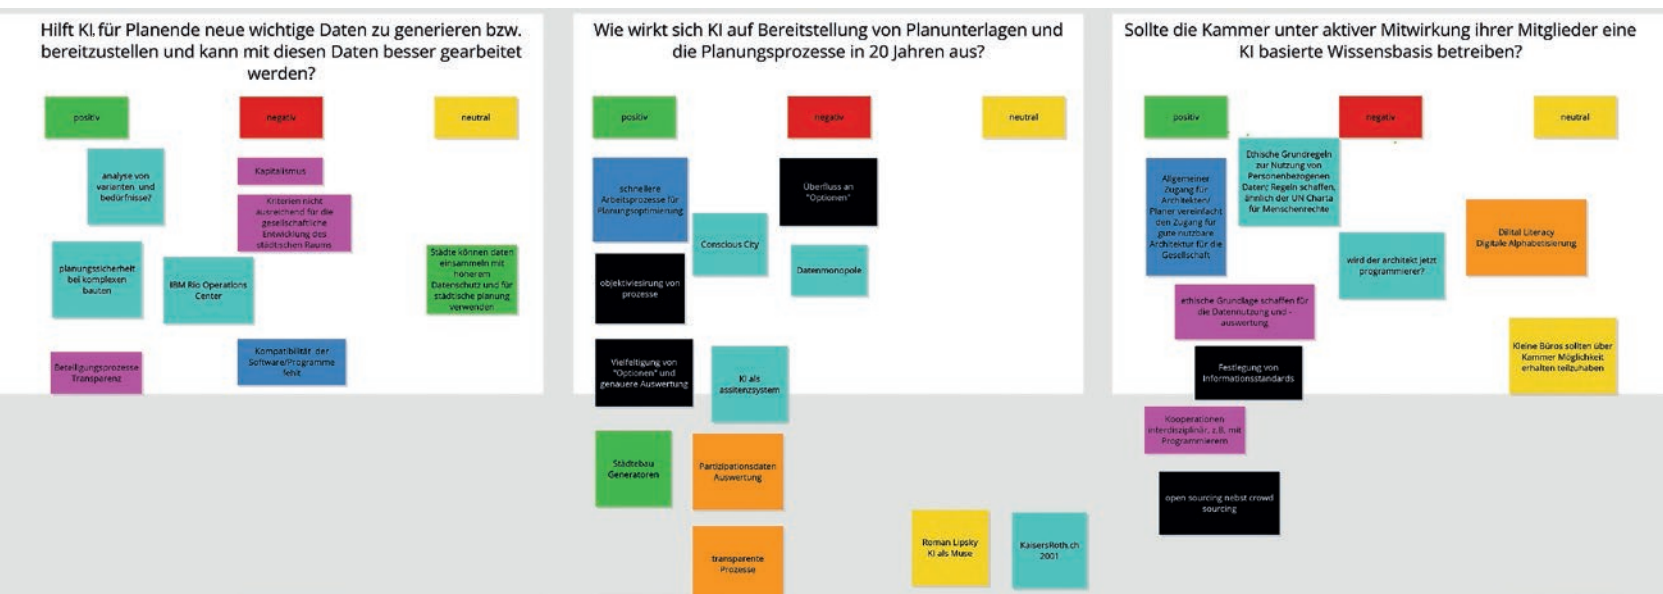 Hilft KI für Planende neue wichtige Daten zu generieren bzw.
bereitzustellen und kann mit diesen Daten besser gearbeitet
werden?
positiv
negativ
neutral
analyse von
varianten und
bedürfnisse?
Kapitalismus
Kriterien nicht
ausreichend für die
gesellschaftliche
Entwicklung des
städtischen Raums
planungssicherheit
bei komplexen
bauten
IBM Rio Operations
Center
Städte können daten
einsammeln mit
höherem
Datenschutz und für
städtische planung
verwenden
Beteiligungsprozesse
Transparenz
Kompatibilität der
Software/Programme
fehlt
Wie wirkt sich KI auf Bereitstellung von Planunterlagen und
die Planungsprozesse in 20 Jahren aus?
positiv
negativ
neutral
schnellere
Arbeitsprozesse für
Planungsoptimierung
Überfluss an
"Optionen"
Conscious City
Datenmonopole
objektiviesirung von
prozesse
Vielfeltigung von
"Optionen" und
genauere Auswertung
KI als
assitenzsystem
Städtebau
Generatoren
Partizipationsdaten
Auswertung
transparente
Prozesse
Roman Lipsky
KI als Muse
KaisersRoth.ch
2001
Sollte die Kammer unter aktiver Mitwirkung ihrer Mitglieder eine
KI basierte Wissensbasis betreiben?
positiv
negativ
neutral
Allgemeiner
Zugang für
Architekten/
Planer vereinfacht
den Zugang für
gute nutzbare
Architektur für die
Gesellschaft
Ethische Grundregeln
zur Nutzung von
Personenbezogenen
Daten; Regeln schaffen,
ähnlich der UN Charta
für Menschenrechte
wird der architekt jetzt
programmierer?
Diiital Literacy
Digitale Alphabetisierung
ethische Grundlage schaffen für
die Datennutzung und -
auswertung
Festlegung von
Informationsstandards
Kleine Büros sollten über
Kammer Möglichkeit
erhalten teilzuhaben
Kooperationen
interdisziplinär, z.B. mit
Programmierern
open sourcing nebst crowd
sourcing